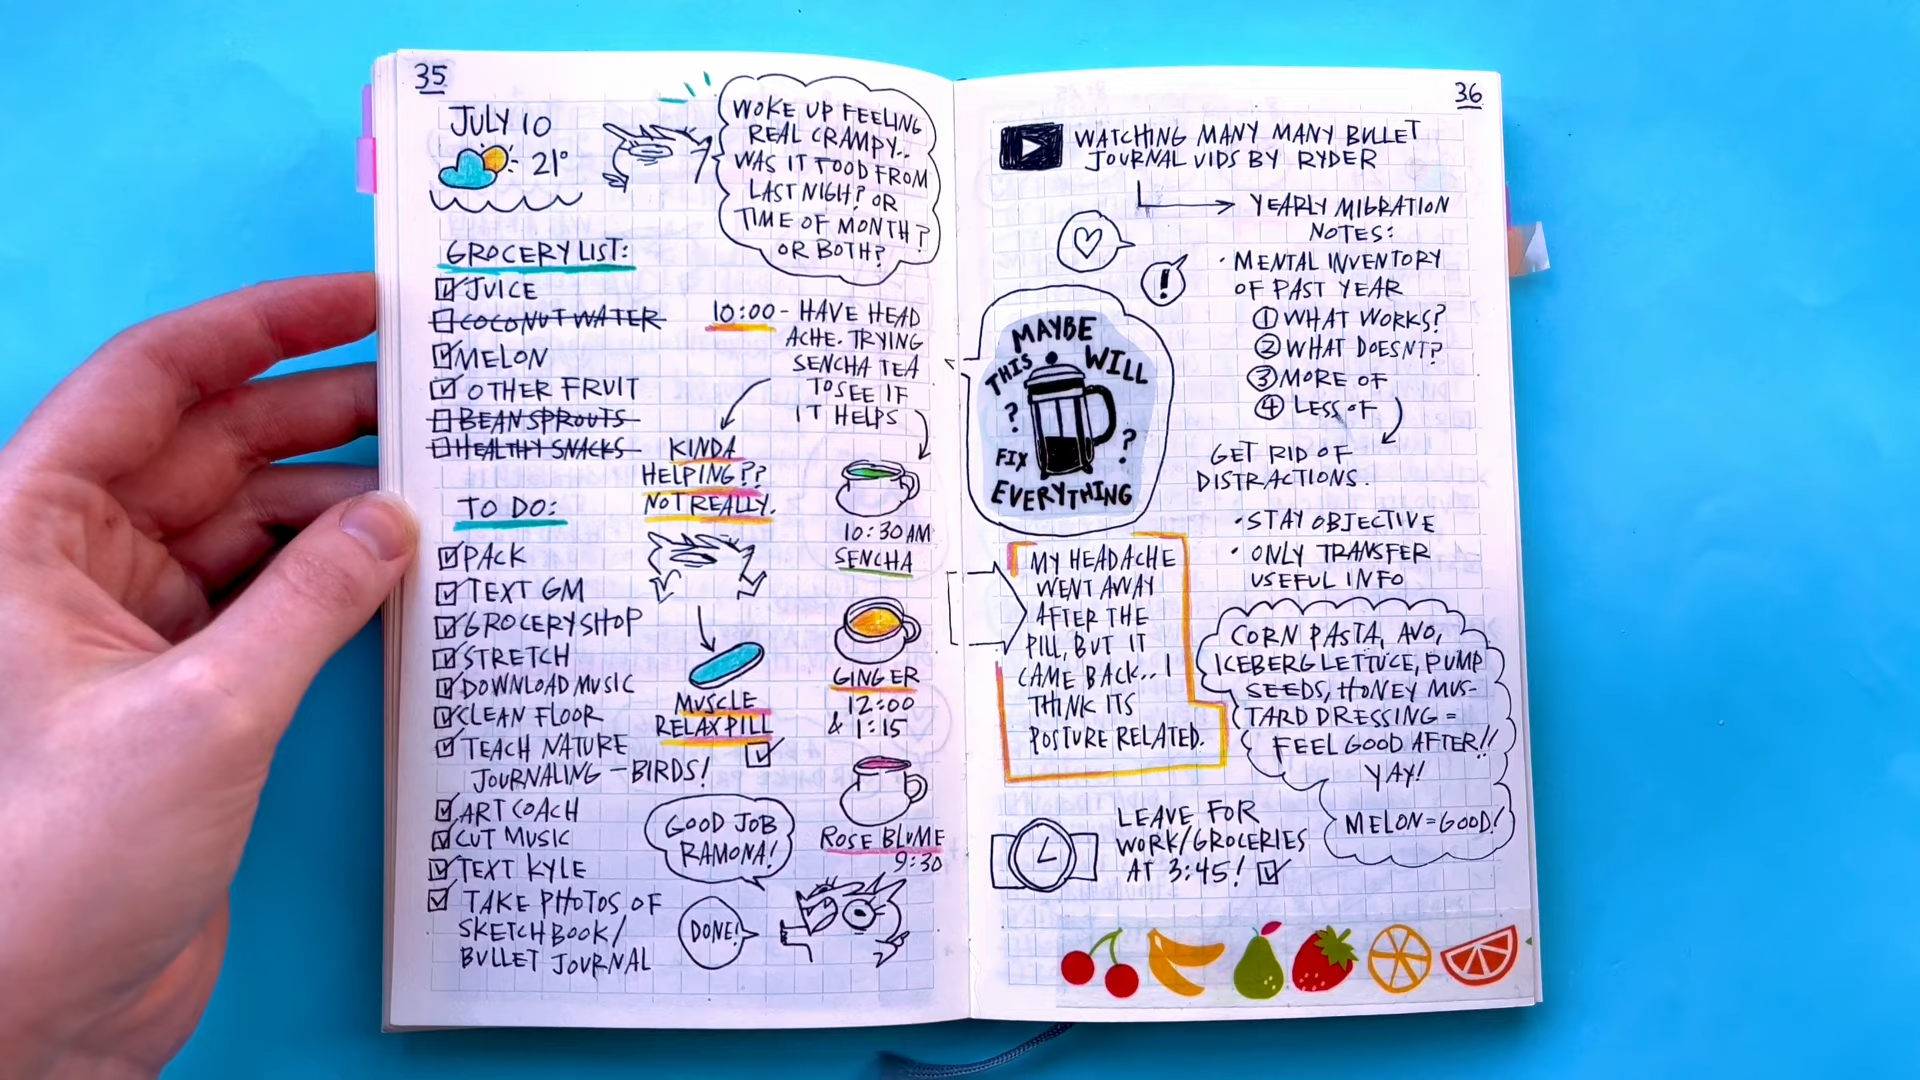 35
JULY 10
21°
WOKE UP FEELING
REAL CRAMPY..
WAS IT FOOD FROM
LAST NIGH? OR
TIME OF MONTH?
OR BOTH?
GROCERY LIST:
JUICE
COCONUT WATER
MELON
OTHER FRUIT
BEAN SPROUTS
HEALTHY SNACKS
TO DO:
PACK
TEXT GM
GROCERY SHOP
STRETCH
DOWNLOAD MUSIC
CLEAN FLOOR
TEACH NATURE
JOURNALING - BIRDS!
ART COACH
CUT MUSIC
TEXT KYLE
TAKE PHOTOS OF
SKETCHBOOK/
BULLET JOURNAL
10:00 - HAVE HEAD
ACHE. TRYING
SENCHA TEA
TO SEE IF
IT HELPS
KINDA
HELPING??
NOT REALLY.
MUSCLE
RELAX PILL
10:30 AM
SENCHA
GINGER
12:00
& 1:15
ROSE BLUME
9:30
GOOD JOB
RAMONA!
DONE!
36
WATCHING MANY MANY BULLET
JOURNAL VIDS BY RYDER
YEARLY MIGRATION
NOTES:
· MENTAL INVENTORY
OF PAST YEAR
① WHAT WORKS?
② WHAT DOESNT?
③ MORE OF
④ LESS OF
GET RID OF
DISTRACTIONS.
· STAY OBJECTIVE
· ONLY TRANSFER
USEFUL INFO
!
MAYBE
THIS WILL
? ?
FIX
EVERYTHING
MY HEADACHE
WENT AWAY
AFTER THE
PILL, BUT IT
CAME BACK.. I
THINK ITS
POSTURE RELATED.
CORN PASTA, AVO,
ICEBERG LETTUCE, PUMP
SEEDS, HONEY MUS-
TARD DRESSING =
FEEL GOOD AFTER!!
YAY!
MELON = GOOD!
LEAVE FOR
WORK/GROCERIES
AT 3:45!